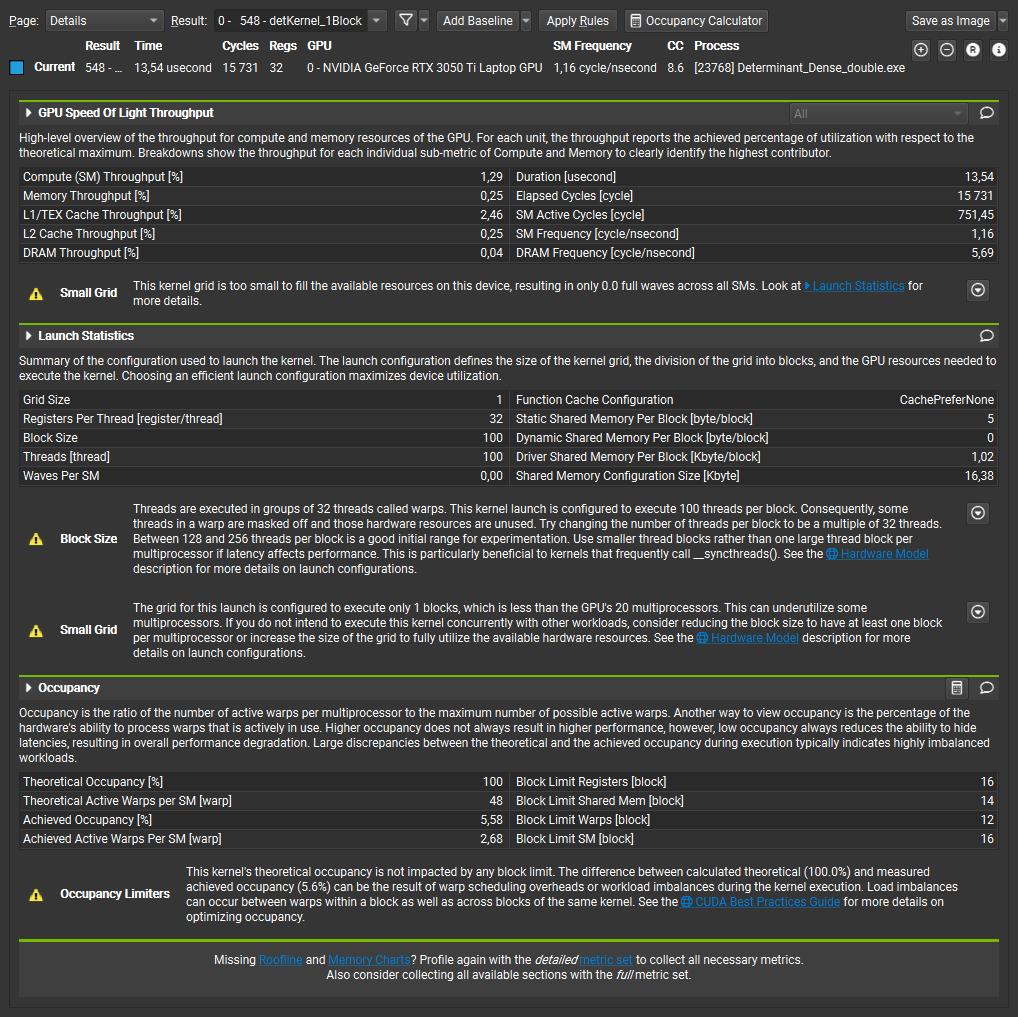 Page: Details Result: 0 - 548 - detKernel_1Block Add Baseline Apply Rules Occupancy Calculator Save as Image
Result Time Cycles Regs GPU SM Frequency CC Process
Current 548 - ... 13,54 usecond 15 731 32 0 - NVIDIA GeForce RTX 3050 Ti Laptop GPU 1,16 cycle/nsecond 8.6 [23768] Determinant_Dense_double.exe
GPU Speed Of Light Throughput All
High-level overview of the throughput for compute and memory resources of the GPU. For each unit, the throughput reports the achieved percentage of utilization with respect to the
theoretical maximum. Breakdowns show the throughput for each individual sub-metric of Compute and Memory to clearly identify the highest contributor.
Compute (SM) Throughput [%] 1,29 Duration [usecond] 13,54
Memory Throughput [%] 0,25 Elapsed Cycles [cycle] 15 731
L1/TEX Cache Throughput [%] 2,46 SM Active Cycles [cycle] 751,45
L2 Cache Throughput [%] 0,25 SM Frequency [cycle/nsecond] 1,16
DRAM Throughput [%] 0,04 DRAM Frequency [cycle/nsecond] 5,69
Small Grid
This kernel grid is too small to fill the available resources on this device, resulting in only 0.0 full waves across all SMs. Look at Launch Statistics for
more details.
Launch Statistics
Summary of the configuration used to launch the kernel. The launch configuration defines the size of the kernel grid, the division of the grid into blocks, and the GPU resources needed to
execute the kernel. Choosing an efficient launch configuration maximizes device utilization.
Grid Size 1 Function Cache Configuration CachePreferNone
Registers Per Thread [register/thread] 32 Static Shared Memory Per Block [byte/block] 5
Block Size 100 Dynamic Shared Memory Per Block [byte/block] 0
Threads [thread] 100 Driver Shared Memory Per Block [Kbyte/block] 1,02
Waves Per SM 0,00 Shared Memory Configuration Size [Kbyte] 16,38
Block Size
Threads are executed in groups of 32 threads called warps. This kernel launch is configured to execute 100 threads per block. Consequently, some
threads in a warp are masked off and those hardware resources are unused. Try changing the number of threads per block to be a multiple of 32 threads.
Between 128 and 256 threads per block is a good initial range for experimentation. Use smaller thread blocks rather than one large thread block per
multiprocessor if latency affects performance. This is particularly beneficial to kernels that frequently call __syncthreads(). See the Hardware Model
description for more details on launch configurations.
Small Grid
The grid for this launch is configured to execute only 1 blocks, which is less than the GPU's 20 multiprocessors. This can underutilize some
multiprocessors. If you do not intend to execute this kernel concurrently with other workloads, consider reducing the block size to have at least one block
per multiprocessor or increase the size of the grid to fully utilize the available hardware resources. See the Hardware Model description for more
details on launch configurations.
Occupancy
Occupancy is the ratio of the number of active warps per multiprocessor to the maximum number of possible active warps. Another way to view occupancy is the percentage of the
hardware's ability to process warps that is actively in use. Higher occupancy does not always result in higher performance, however, low occupancy always reduces the ability to hide
latencies, resulting in overall performance degradation. Large discrepancies between the theoretical and the achieved occupancy during execution typically indicates highly imbalanced
workloads.
Theoretical Occupancy [%] 100 Block Limit Registers [block] 16
Theoretical Active Warps per SM [warp] 48 Block Limit Shared Mem [block] 14
Achieved Occupancy [%] 5,58 Block Limit Warps [block] 12
Achieved Active Warps Per SM [warp] 2,68 Block Limit SM [block] 16
Occupancy Limiters
This kernel's theoretical occupancy is not impacted by any block limit. The difference between calculated theoretical (100.0%) and measured
achieved occupancy (5.6%) can be the result of warp scheduling overheads or workload imbalances during the kernel execution. Load imbalances
can occur between warps within a block as well as across blocks of the same kernel. See the CUDA Best Practices Guide for more details on
optimizing occupancy.
Missing Roofline and Memory Charts? Profile again with the detailed metric set to collect all necessary metrics.
Also consider collecting all available sections with the full metric set.